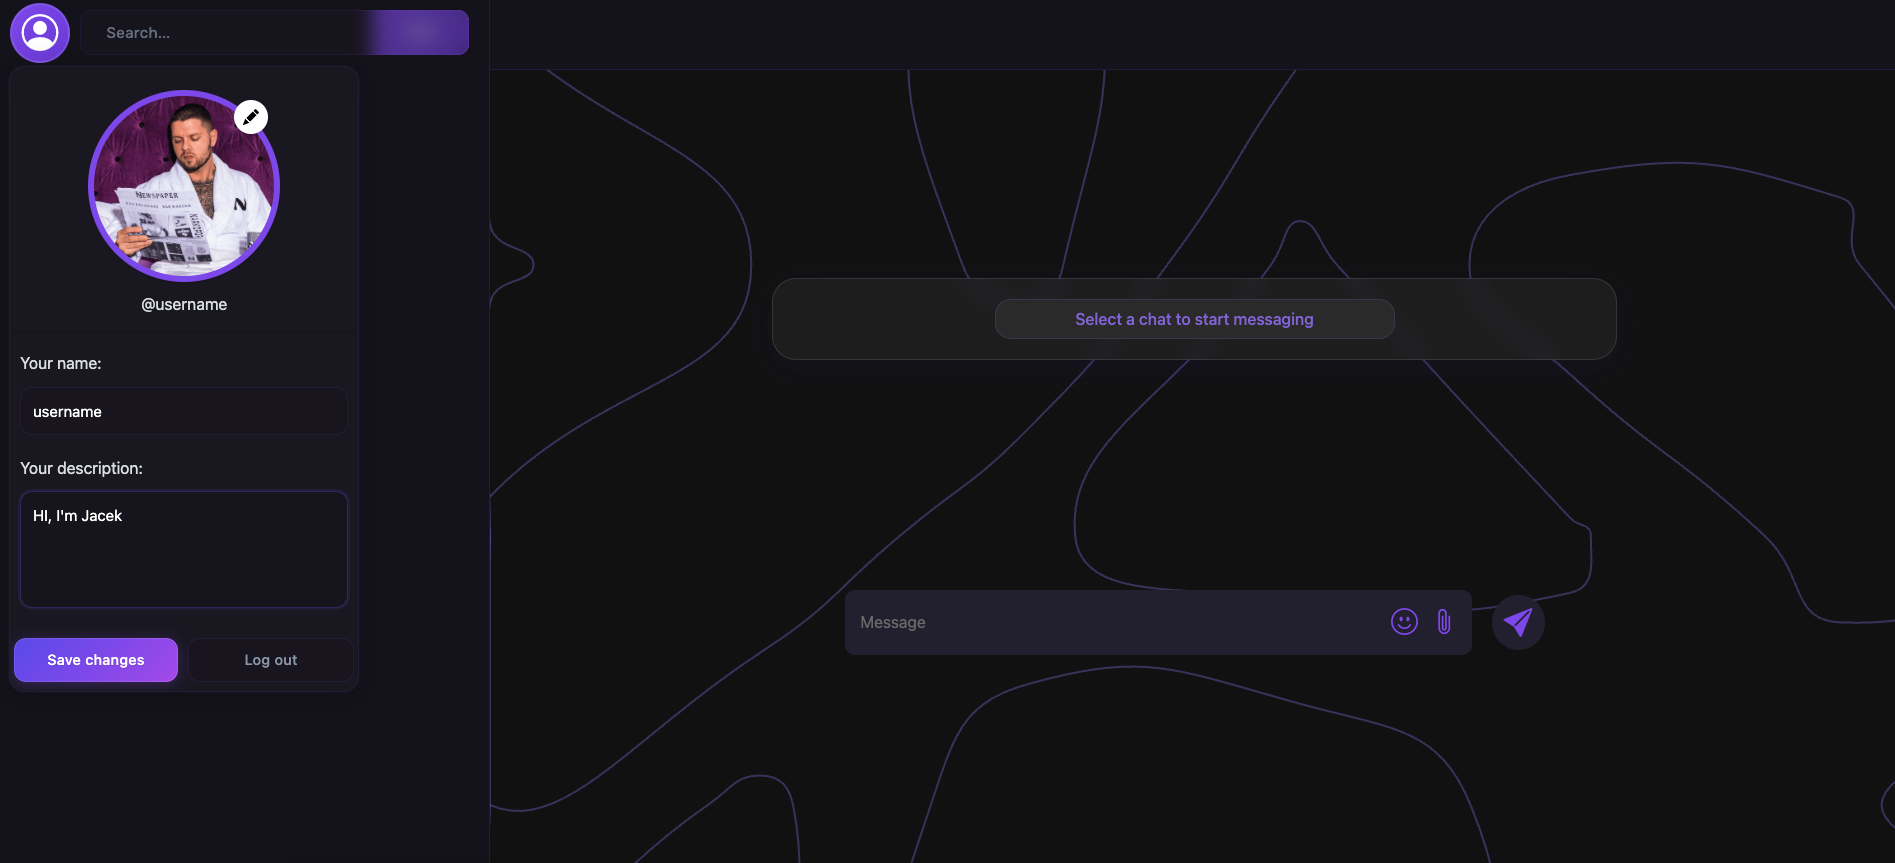 Search...
NEWSPAPER
N
@username
Your name:
username
Your description:
HI, I'm Jacek
Save changes
Log out
Select a chat to start messaging
Message